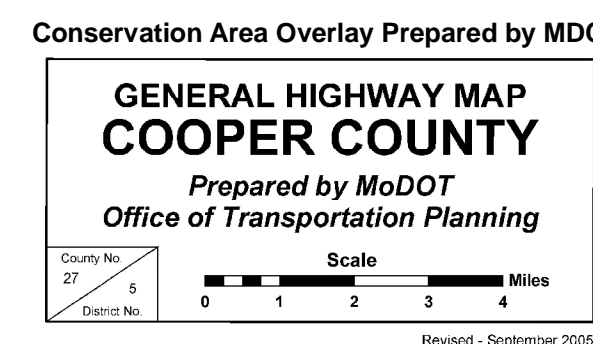 Conservation Area Overlay Prepared by MDC
GENERAL HIGHWAY MAP
COOPER COUNTY
Prepared by MoDOT
Office of Transportation Planning
County No.
27
5
District No.
Scale
Miles
0 1 2 3 4
Revised - September 2005